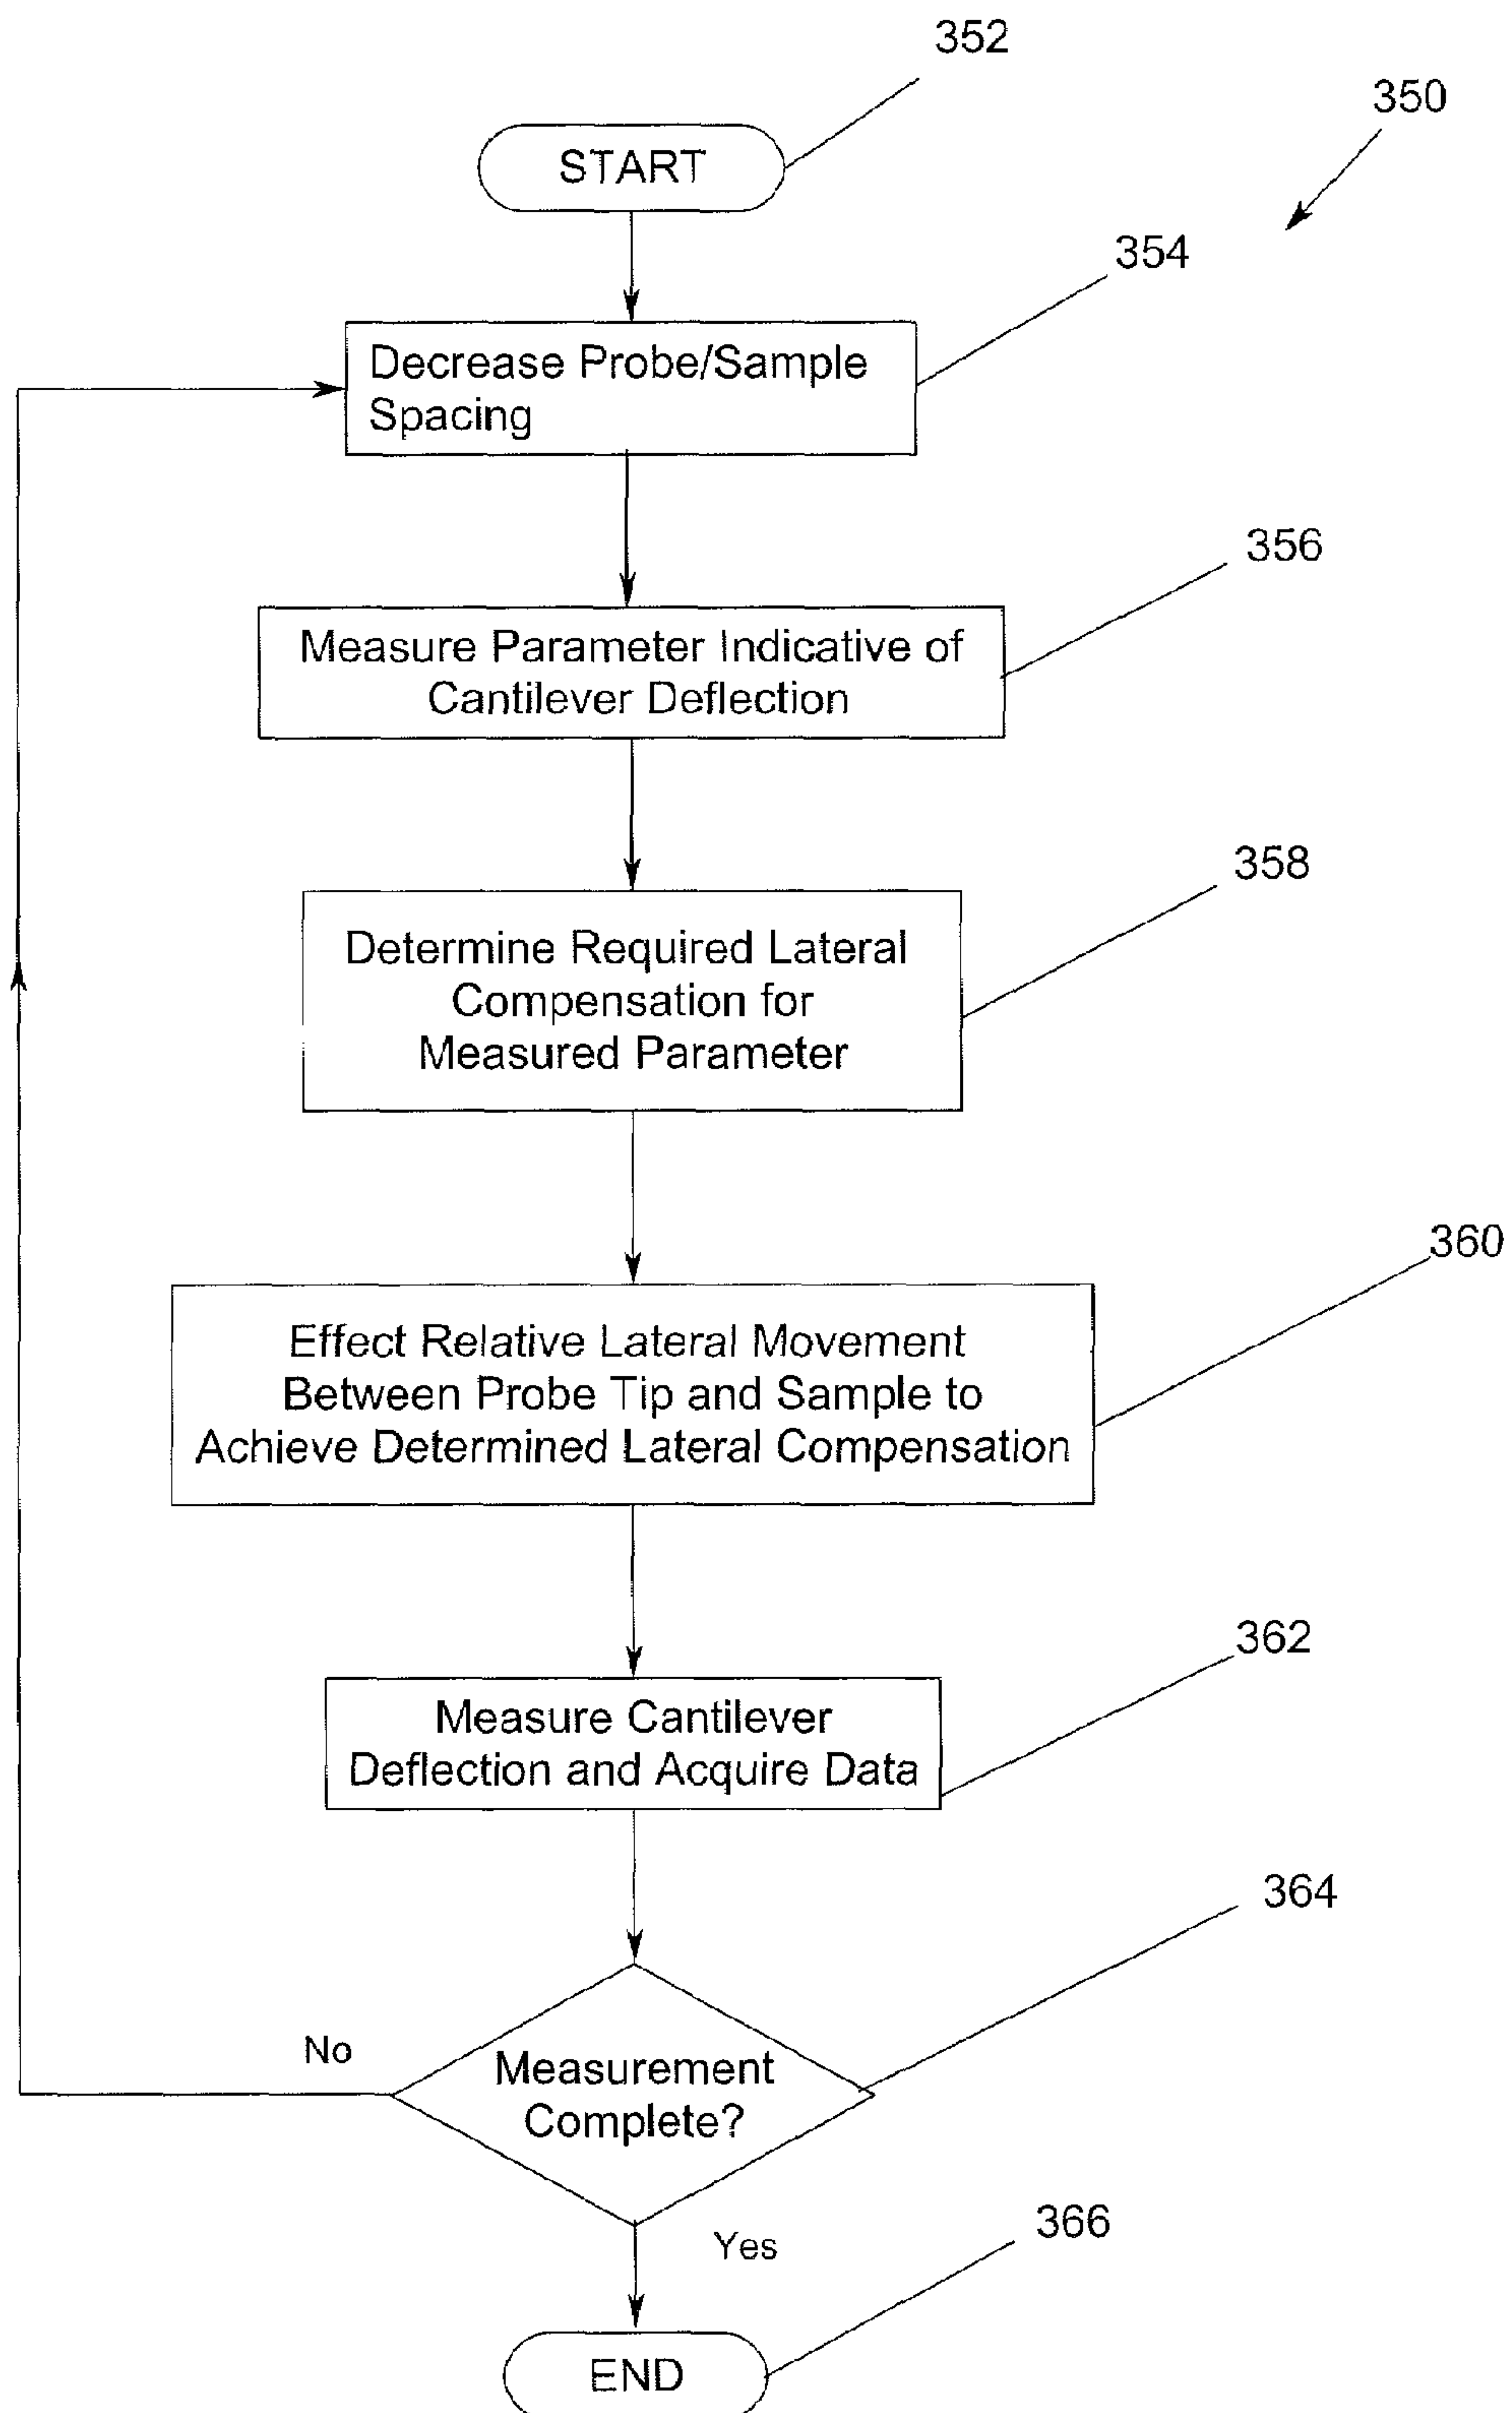 352
350
START
354
Decrease Probe/Sample
Spacing
356
Measure Parameter Indicative of
Cantilever Deflection
358
Determine Required Lateral
Compensation for
Measured Parameter
360
Effect Relative Lateral Movement
Between Probe Tip and Sample to
Achieve Determined Lateral Compensation
362
Measure Cantilever
Deflection and Acquire Data
364
No
Measurement
Complete?
Yes
366
END